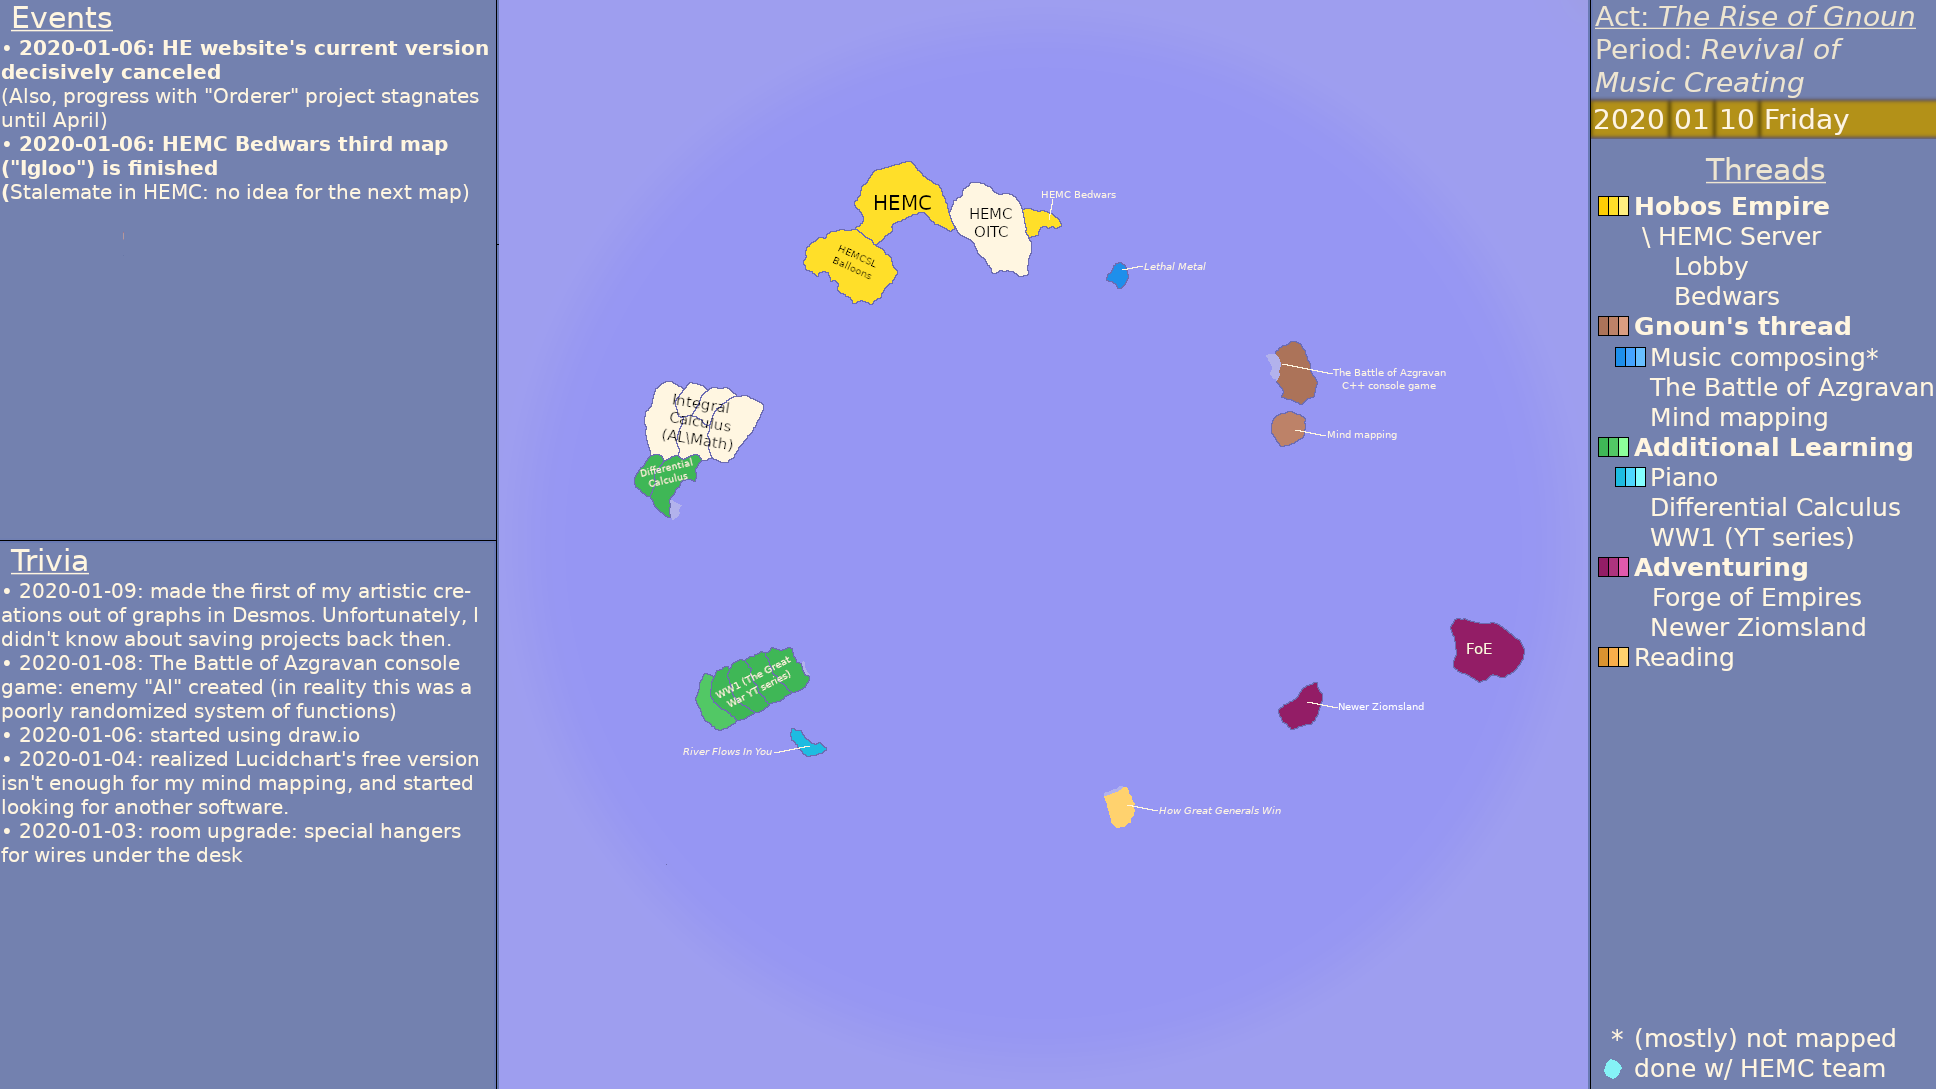 Events
• 2020-01-06: HE website's current version
decisively canceled
(Also, progress with "Orderer" project stagnates
until April)
• 2020-01-06: HEMC Bedwars third map
("Igloo") is finished
(Stalemate in HEMC: no idea for the next map)
Trivia
• 2020-01-09: made the first of my artistic cre-
ations out of graphs in Desmos. Unfortunately, I
didn't know about saving projects back then.
• 2020-01-08: The Battle of Azgravan console
game: enemy "AI" created (in reality this was a
poorly randomized system of functions)
• 2020-01-06: started using draw.io
• 2020-01-04: realized Lucidchart's free version
isn't enough for my mind mapping, and started
looking for another software.
• 2020-01-03: room upgrade: special hangers
for wires under the desk
HEMC
HEMC
OITC
HEMC Bedwars
HEMCSL
Balloons
Lethal Metal
The Battle of Azgravan
C++ console game
Mind mapping
Integral
Calculus
(AL\Math)
Differential
Calculus
WW1 (The Great
War YT series)
River Flows In You
FoE
Newer Ziomsland
How Great Generals Win
Act: The Rise of Gnoun
Period: Revival of
Music Creating
2020 01 10 Friday
Threads
Hobos Empire
\ HEMC Server
Lobby
Bedwars
Gnoun's thread
Music composing*
The Battle of Azgravan
Mind mapping
Additional Learning
Piano
Differential Calculus
WW1 (YT series)
Adventuring
Forge of Empires
Newer Ziomsland
Reading
* (mostly) not mapped
done w/ HEMC team